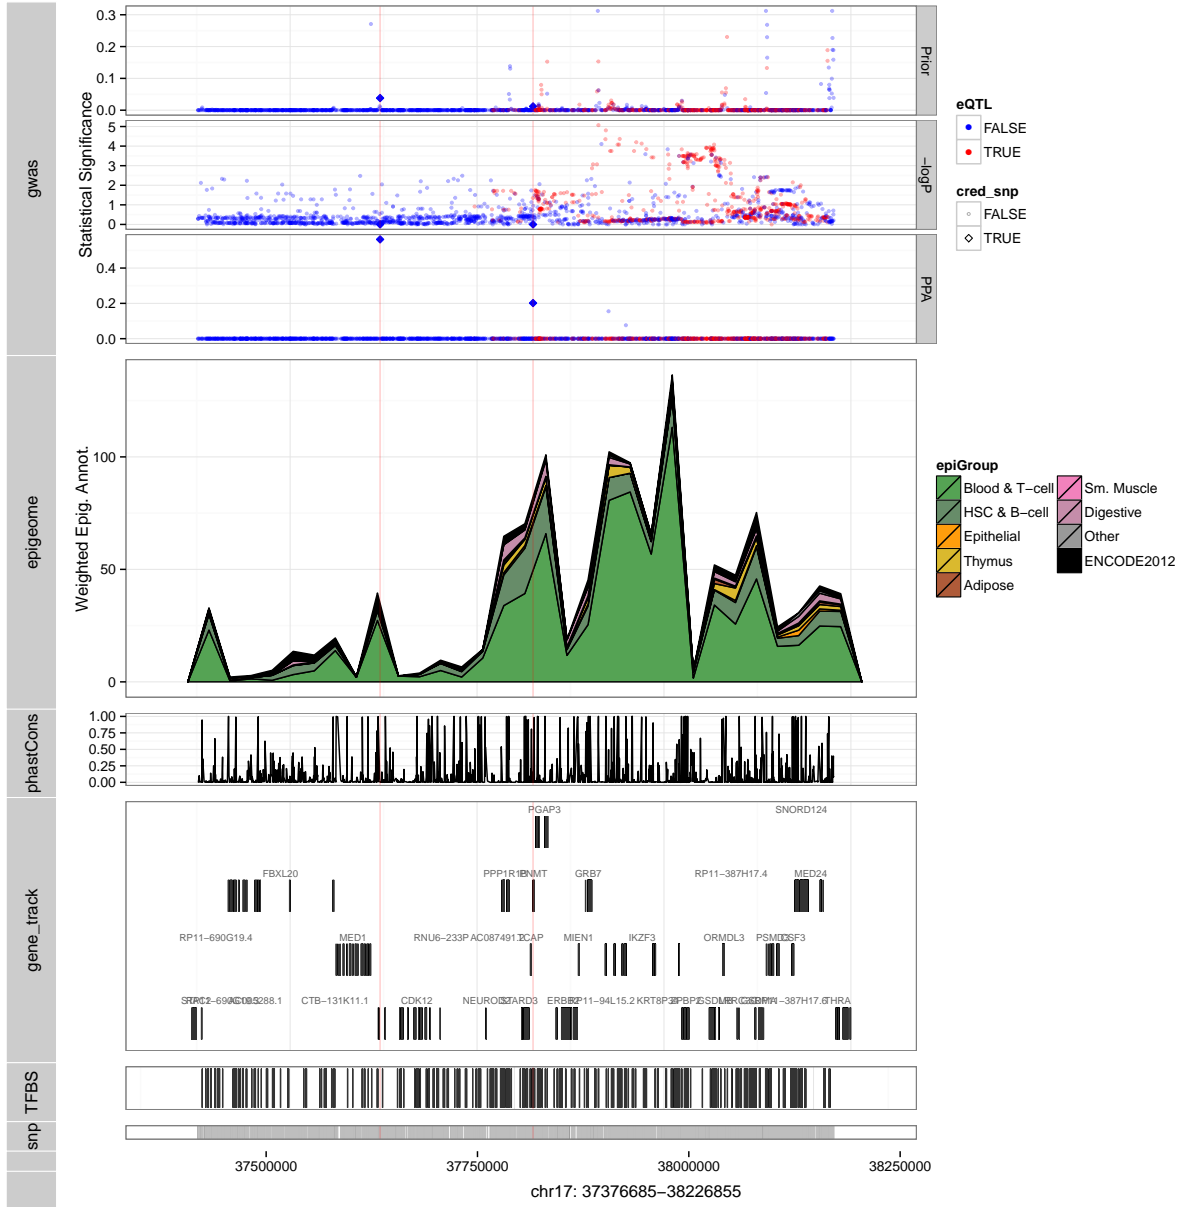 gwas
Statistical Significance
0.3
0.2
0.1
0.0
Prior
5
4
3
2
1
0
−logP
0.4
0.2
0.0
PPA
eQTL
FALSE
TRUE
cred_snp
FALSE
TRUE
epigeome
Weighted Epig. Annot.
100
50
0
epiGroup
Blood & T−cell
HSC & B−cell
Epithelial
Thymus
Adipose
Sm. Muscle
Digestive
Other
ENCODE2012
phastCons
1.00
0.75
0.50
0.25
0.00
gene_track
PGAP3 SNORD124
FBXL20 GRB7 RP11−387H17.4 MED24
RP11−690G19.4 MED1 RNU6−233P MIEN1 IKZF3 ORMDL3
CTB−131K11.1 CDK12 STARD3 THRA
TFBS
snp
37500000 37750000 38000000 38250000
chr17: 37376685−38226855